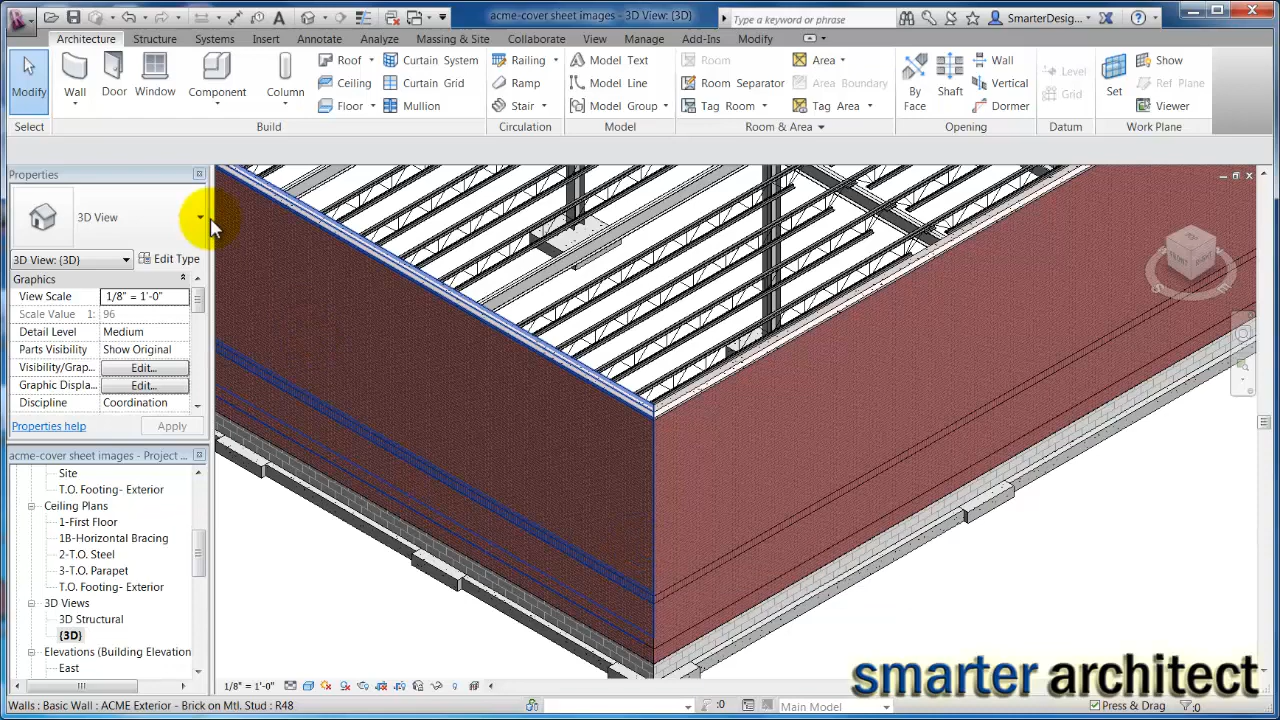 acme-cover sheet images - 3D View: {3D}
Type a keyword or phrase
SmarterDesig...
Architecture Structure Systems Insert Annotate Analyze Massing & Site Collaborate View Manage Add-Ins Modify
Modify Wall Door Window Component Column
Roof Ceiling Floor
Curtain System Curtain Grid Mullion
Railing Ramp Stair
Model Text Model Line Model Group
Room Room Separator Tag Room
Area Area Boundary Tag Area
By Face Shaft Wall Vertical Dormer
Level Grid
Set Show Ref Plane Viewer
Select Build Circulation Model Room & Area Opening Datum Work Plane
Properties
3D View
3D View: {3D} Edit Type
Graphics
View Scale 1/8" = 1'-0"
Scale Value 1: 96
Detail Level Medium
Parts Visibility Show Original
Visibility/Grap... Edit...
Graphic Displa... Edit...
Discipline Coordination
Properties help Apply
acme-cover sheet images - Project ...
Site
T.O. Footing- Exterior
Ceiling Plans
1-First Floor
1B-Horizontal Bracing
2-T.O. Steel
3-T.O. Parapet
T.O. Footing- Exterior
3D Views
3D Structural
{3D}
Elevations (Building Elevation
East
TOP
FRONT RIGHT
S E
smarter architect
1/8" = 1'-0"
Walls : Basic Wall : ACME Exterior - Brick on Mtl. Stud : R48
:0 Main Model Press & Drag :0